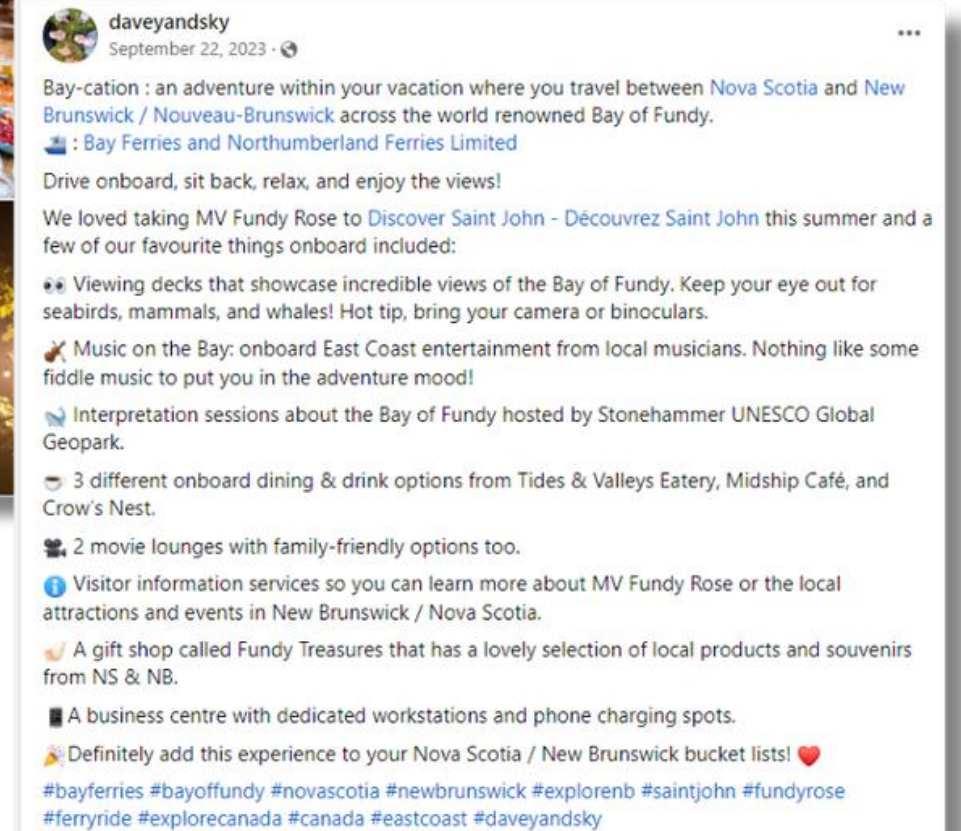 daveyandsky
September 22, 2023 ·
Bay-cation : an adventure within your vacation where you travel between Nova Scotia and New
Brunswick / Nouveau-Brunswick across the world renowned Bay of Fundy.
🚢 : Bay Ferries and Northumberland Ferries Limited
Drive onboard, sit back, relax, and enjoy the views!
We loved taking MV Fundy Rose to Discover Saint John - Découvrez Saint John this summer and a
few of our favourite things onboard included:
👀 Viewing decks that showcase incredible views of the Bay of Fundy. Keep your eye out for
seabirds, mammals, and whales! Hot tip, bring your camera or binoculars.
🎻 Music on the Bay: onboard East Coast entertainment from local musicians. Nothing like some
fiddle music to put you in the adventure mood!
🐋 Interpretation sessions about the Bay of Fundy hosted by Stonehammer UNESCO Global
Geopark.
☕ 3 different onboard dining & drink options from Tides & Valleys Eatery, Midship Café, and
Crow's Nest.
🎥 2 movie lounges with family-friendly options too.
ℹ️ Visitor information services so you can learn more about MV Fundy Rose or the local
attractions and events in New Brunswick / Nova Scotia.
A gift shop called Fundy Treasures that has a lovely selection of local products and souvenirs
from NS & NB.
📱A business centre with dedicated workstations and phone charging spots.
🎉Definitely add this experience to your Nova Scotia / New Brunswick bucket lists! ❤️
#bayferries #bayoffundy #novascotia #newbrunswick #explorenb #saintjohn #fundyrose
#ferryride #explorecanada #canada #eastcoast #daveyandsky